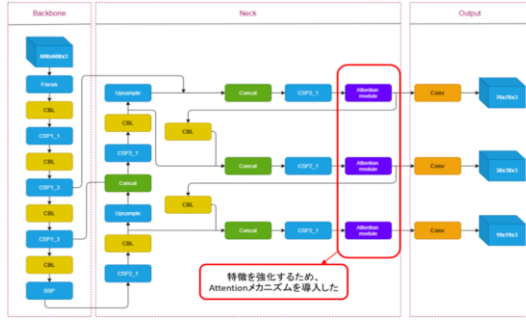 Backbone
Neck
Output
608x608x3
Focus
CBL
CSP1_1
CBL
CSP1_3
CBL
CSP1_3
CBL
SSP
Upsample
CBL
CSP2_1
Concat
Upsample
CBL
CSP2_1
Concat
CSP2_1
Attention
module
Conv
76x76x3
CBL
Concat
CSP2_1
Attention
module
Conv
38x38x3
CBL
Concat
CSP2_1
Attention
module
Conv
19x19x3
特徴を強化するため、
Attentionメカニズムを導入した